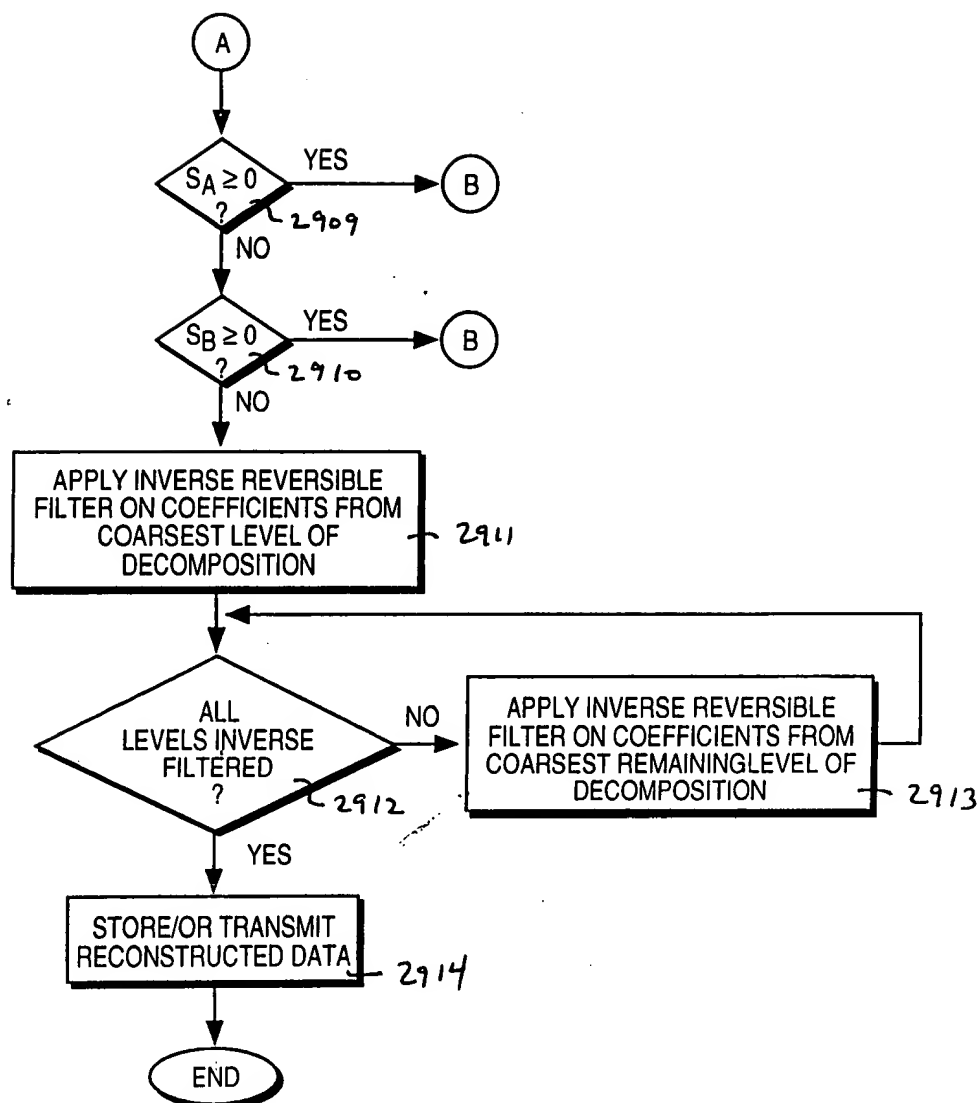 A
YES
SA ≥ 0
?
B
2909
NO
YES
SB ≥ 0
?
B
2910
NO
APPLY INVERSE REVERSIBLE
FILTER ON COEFFICIENTS FROM
COARSEST LEVEL OF
DECOMPOSITION
2911
ALL
LEVELS INVERSE
FILTERED
?
2912
NO
APPLY INVERSE REVERSIBLE
FILTER ON COEFFICIENTS FROM
COARSEST REMAININGLEVEL OF
DECOMPOSITION
2913
YES
STORE/OR TRANSMIT
RECONSTRUCTED DATA
2914
END